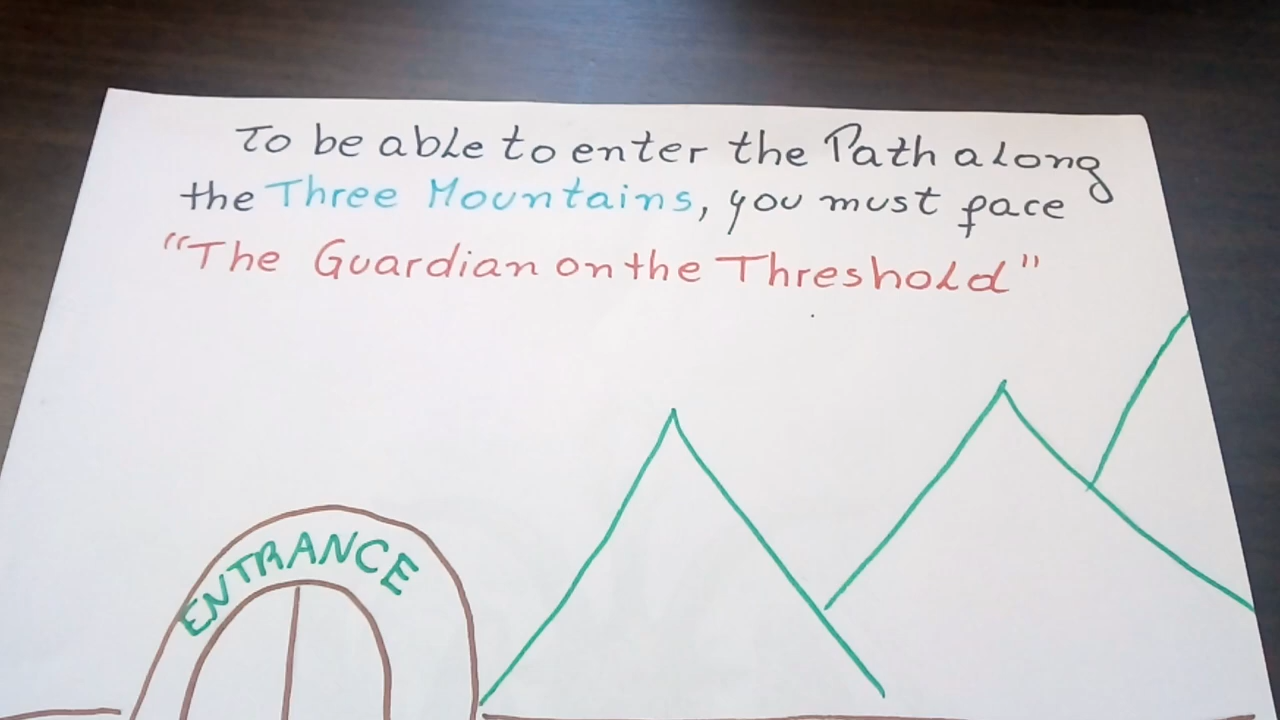 To be able to enter the Path along
the Three Mountains, you must face
"The Guardian on the Threshold"
ENTRANCE